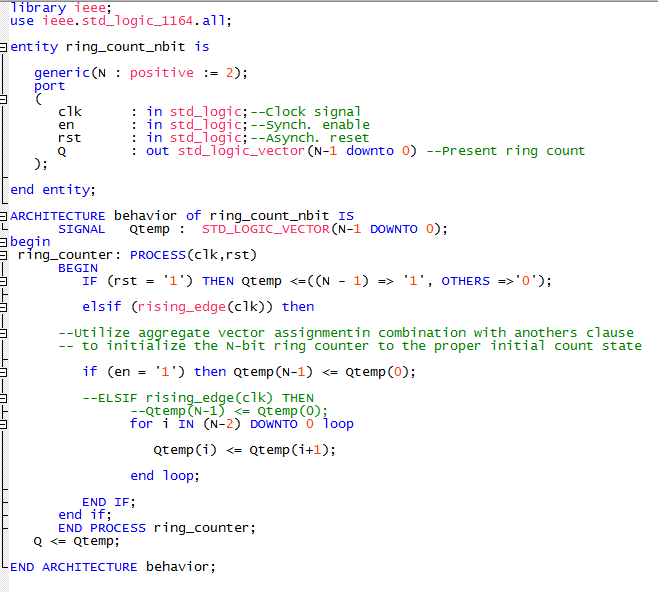 library ieee;
use ieee.std_logic_1164.all;
entity ring_count_nbit is
generic(N : positive := 2);
port
(
clk : in std_logic;--Clock signal
en : in std_logic;--Synch. enable
rst : in std_logic;--Asynch. reset
Q : out std_logic_vector(N-1 downto 0) --Present ring count
);
end entity;
ARCHITECTURE behavior of ring_count_nbit IS
SIGNAL Qtemp : STD_LOGIC_VECTOR(N-1 DOWNTO 0);
begin
ring_counter: PROCESS(clk,rst)
BEGIN
IF (rst = '1') THEN Qtemp <=((N - 1) => '1', OTHERS =>'0');
elsif (rising_edge(clk)) then
--Utilize aggregate vector assignmentin combination with anothers clause
-- to initialize the N-bit ring counter to the proper initial count state
if (en = '1') then Qtemp(N-1) <= Qtemp(0);
--ELSIF rising_edge(clk) THEN
--Qtemp(N-1) <= Qtemp(0);
for i IN (N-2) DOWNTO 0 loop
Qtemp(i) <= Qtemp(i+1);
end loop;
END IF;
end if;
END PROCESS ring_counter;
Q <= Qtemp;
END ARCHITECTURE behavior;